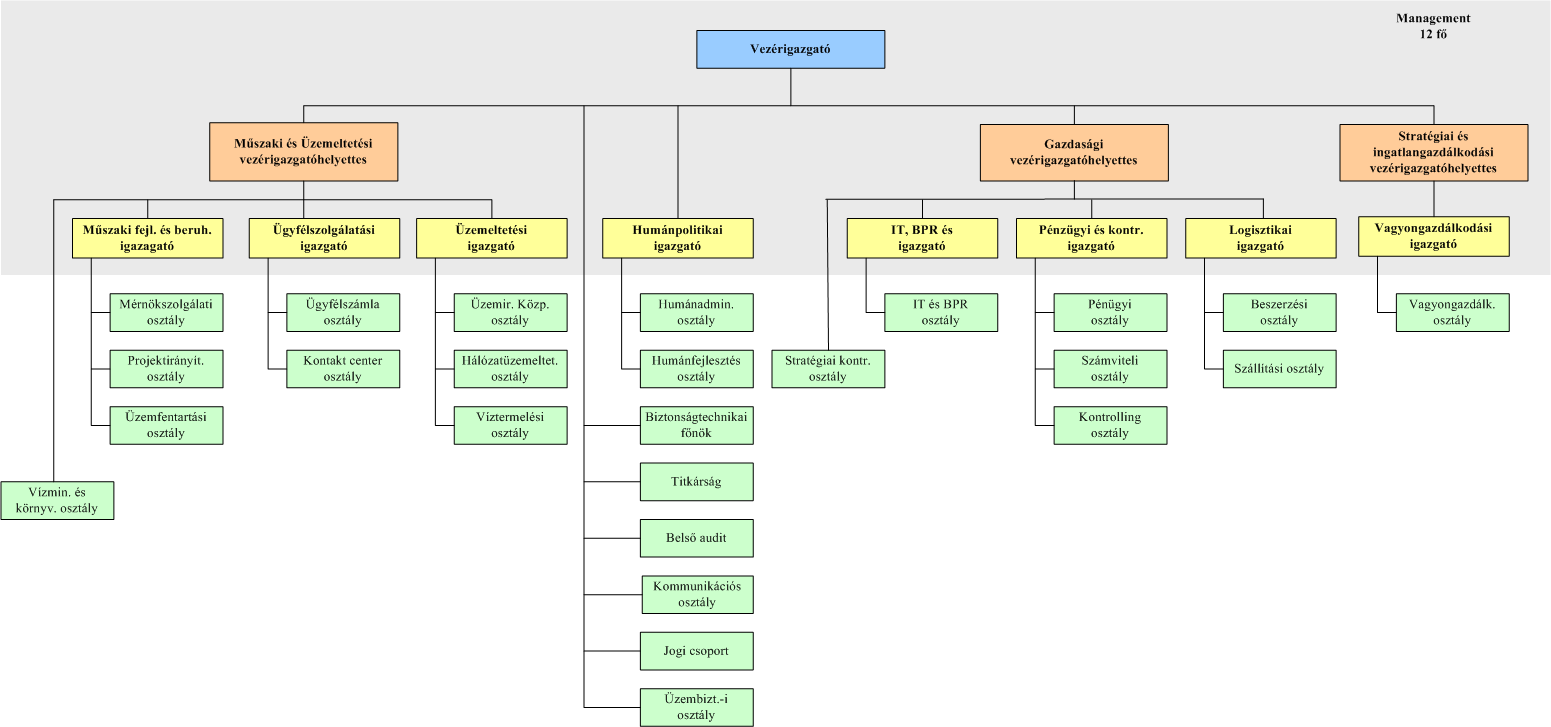 Management
12 fő
Vezérigazgató
Műszaki és Üzemeltetési
vezérigazgatóhelyettes
Gazdasági
vezérigazgatóhelyettes
Stratégiai és
ingatlangazdálkodási
vezérigazgatóhelyettes
Műszaki fejl. és beruh.
igazagató
Ügyfélszolgálatási
igazgató
Üzemeltetési
igazgató
Humánpolitikai
igazgató
IT, BPR és
igazgató
Pénzügyi és kontr.
igazgató
Logisztikai
igazgató
Vagyongazdálkodási
igazgató
Mérnökszolgálati
osztály
Ügyfélszámla
osztály
Üzemir. Közp.
osztály
Humánadmin.
osztály
IT és BPR
osztály
Pénügyi
osztály
Beszerzési
osztály
Vagyongazdálk.
osztály
Projektirányít.
osztály
Kontakt center
osztály
Hálózatüzemeltet.
osztály
Humánfejlesztés
osztály
Stratégiai kontr.
osztály
Számviteli
osztály
Szállítási osztály
Üzemfentartási
osztály
Víztermelési
osztály
Biztonságtechnikai
főnök
Kontrolling
osztály
Vízmin. és
környv. osztály
Titkárság
Belső audit
Kommunikációs
osztály
Jogi csoport
Üzembizt.-i
osztály